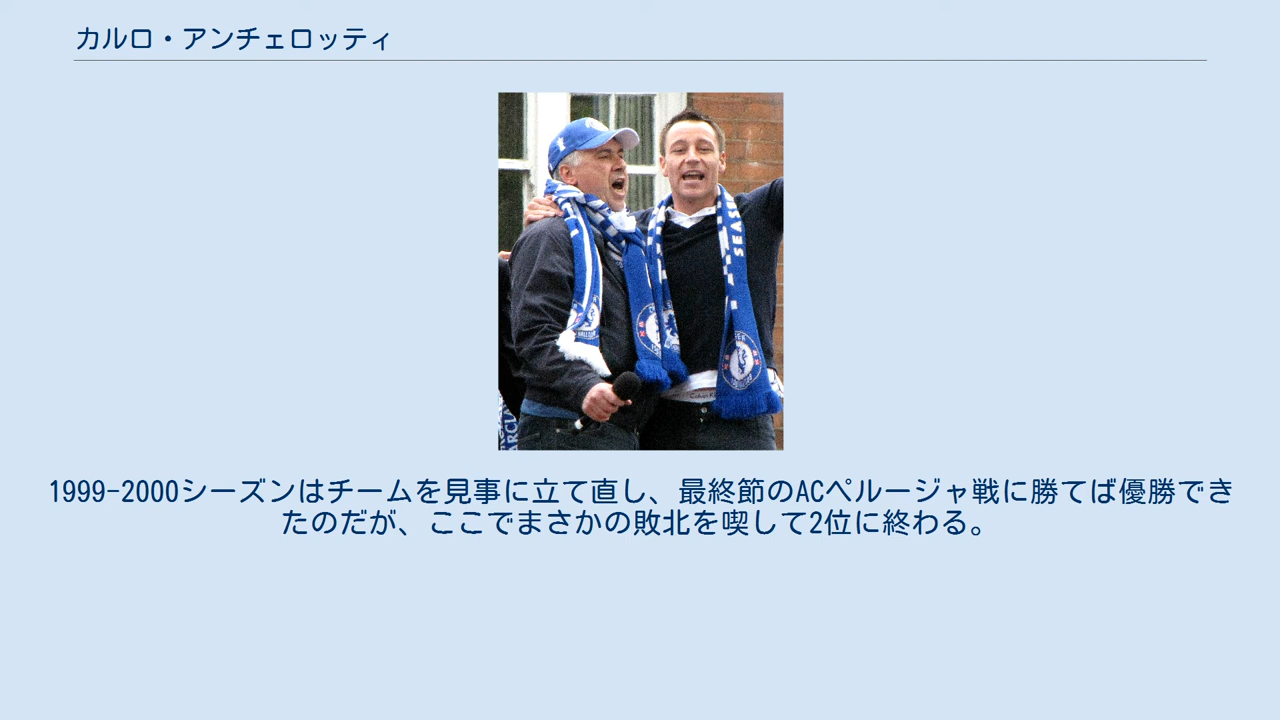 カルロ・アンチェロッティ
SEAS
1999-2000シーズンはチームを見事に立て直し、最終節のACペルージャ戦に勝てば優勝でき
たのだが、ここでまさかの敗北を喫して2位に終わる。